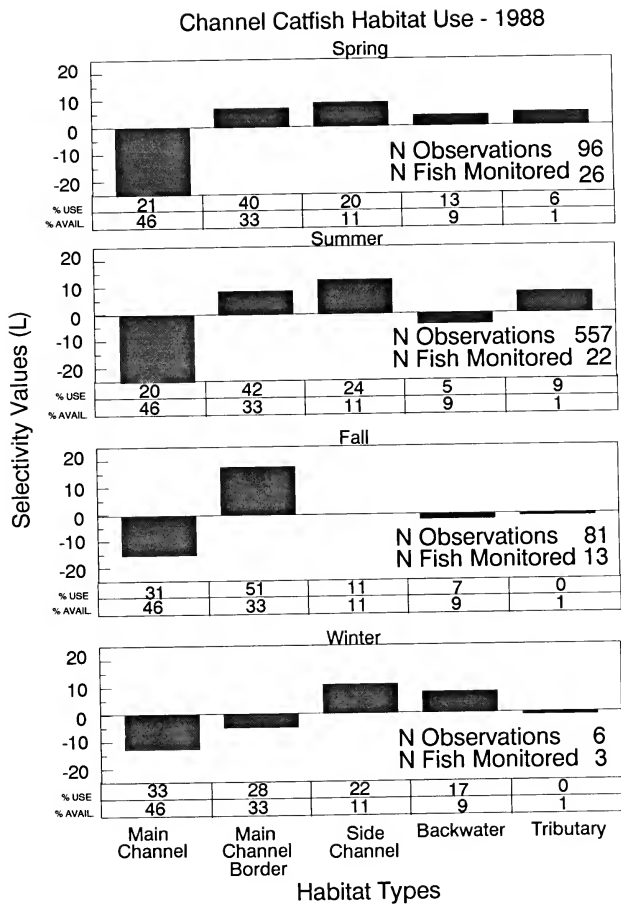 Channel Catfish Habitat Use - 1988
Spring
20
10
0
-10
-20
N Observations 96
N Fish Monitored 26
% USE 21 40 20 13 6
% AVAIL. 46 33 11 9 1
Summer
20
10
0
-10
-20
N Observations 557
N Fish Monitored 22
% USE 20 42 24 5 9
% AVAIL 46 33 11 9 1
Fall
20
10
0
-10
-20
N Observations 81
N Fish Monitored 13
% USE 31 51 11 7 0
% AVAIL. 46 33 11 9 1
Winter
20
10
0
-10
-20
N Observations 6
N Fish Monitored 3
% USE 33 28 22 17 0
% AVAIL. 46 33 11 9 1
Main Channel
Main Channel Border
Side Channel
Backwater
Tributary
Habitat Types
Selectivity Values (L)